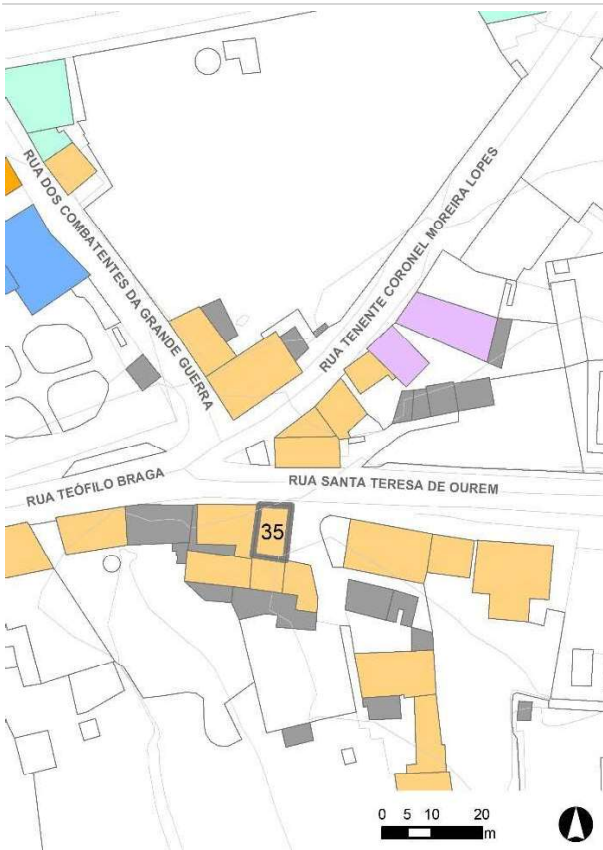 RUA DOS COMBATENTES DA GRANDE GUERRA
RUA TENENTE CORONEL MOREIRA LOPES
RUA TEÓFILO BRAGA
RUA SANTA TERESA DE OUREM
35
0 5 10 20
m